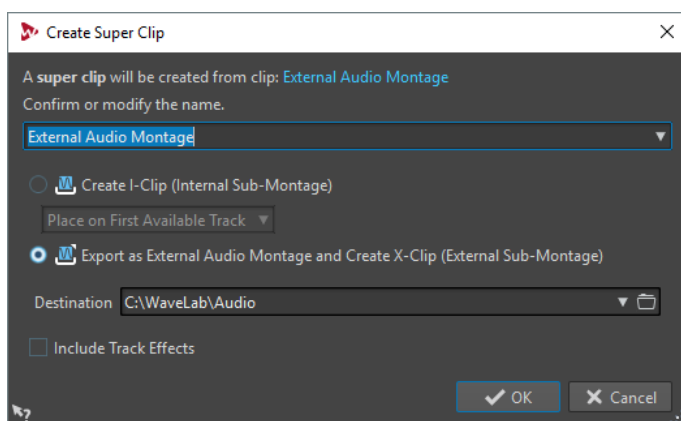 Create Super Clip
A super clip will be created from clip: External Audio Montage
Confirm or modify the name.
External Audio Montage
Create I-Clip (Internal Sub-Montage)
Place on First Available Track
Export as External Audio Montage and Create X-Clip (External Sub-Montage)
Destination C:\WaveLab\Audio
Include Track Effects
OK Cancel
?